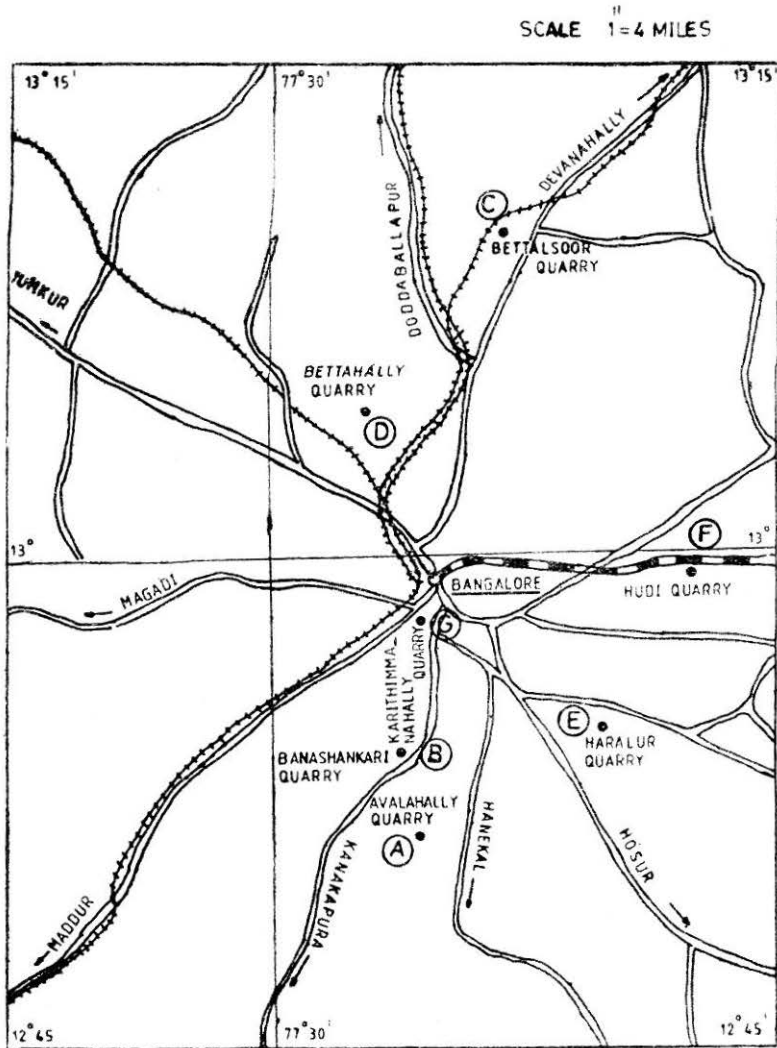 SCALE 1"=4 MILES
13°15'
77°30'
13°15'
DEVANAHALLY
C
DODDABALLAPUR
BETTALSOOR
QUARRY
TUMKUR
BETTAHALLY
QUARRY
D
13°
F
13°
MAGADI
BANGALORE
HUDI QUARRY
G
KARITHIMMA
NAHALLY
QUARRY
E
HARALUR
QUARRY
BANASHANKARI
QUARRY
B
AVALAHALLY
QUARRY
A
HANEKAL
HOSUR
KANAKAPURA
MADDUR
12°45
77°30'
12°45'